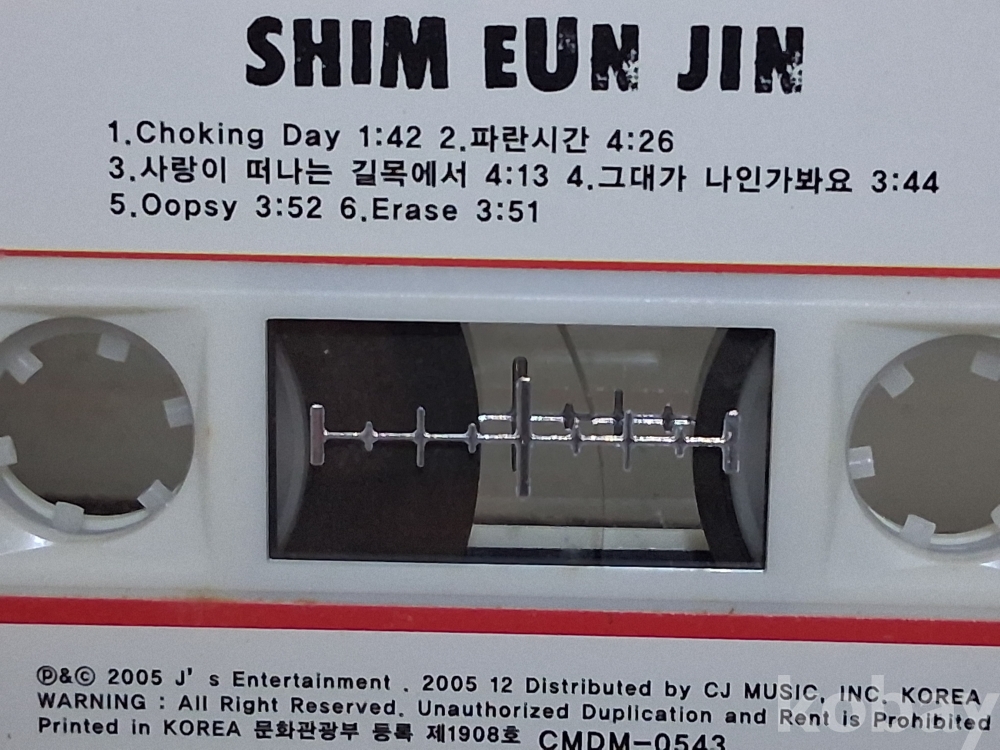 SHIM EUN JIN
1.Choking Day 1:42 2.파란시간 4:26
3.사랑이 떠나는 길목에서 4:13 4.그대가 나인가봐요 3:44
5.Oopsy 3:52 6.Erase 3:51
Ⓟ&ⓒ 2005 J' s Entertainment . 2005 12 Distributed by CJ MUSIC, INC, KOREA
WARNING : All Right Reserved, Unauthorized Duplication and Rent is Prohibited
Printed in KOREA 문화관광부 등록 제1908호 CMDM-0543
kobay